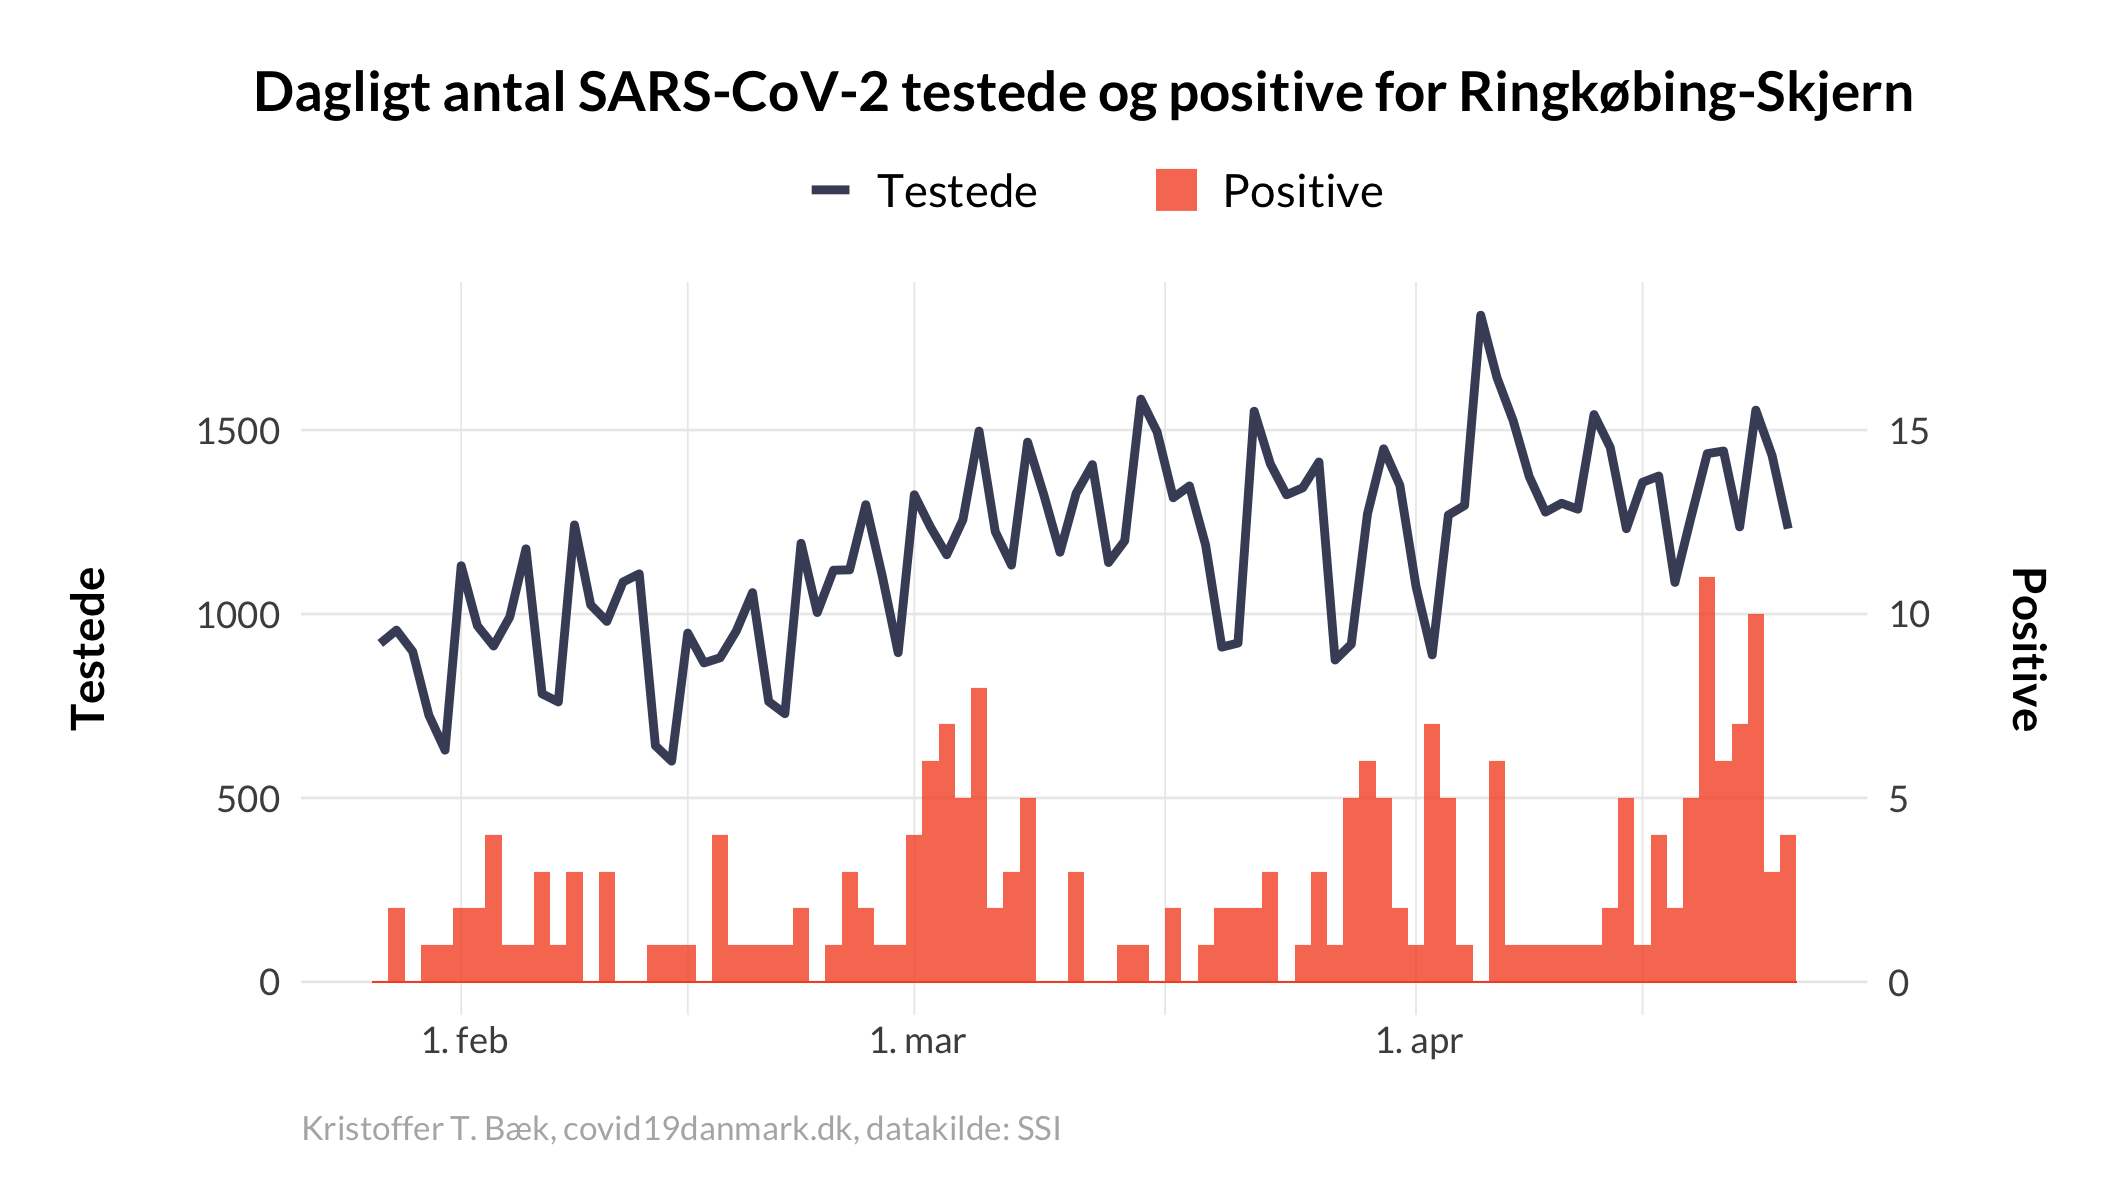 Dagligt antal SARS-CoV-2 testede og positive for Ringkøbing-Skjern
Testede Positive
Testede
1500
1000
500
0
15
10
5
0
Positive
1. feb 1. mar 1. apr
Kristoffer T. Bæk, covid19danmark.dk, datakilde: SSI